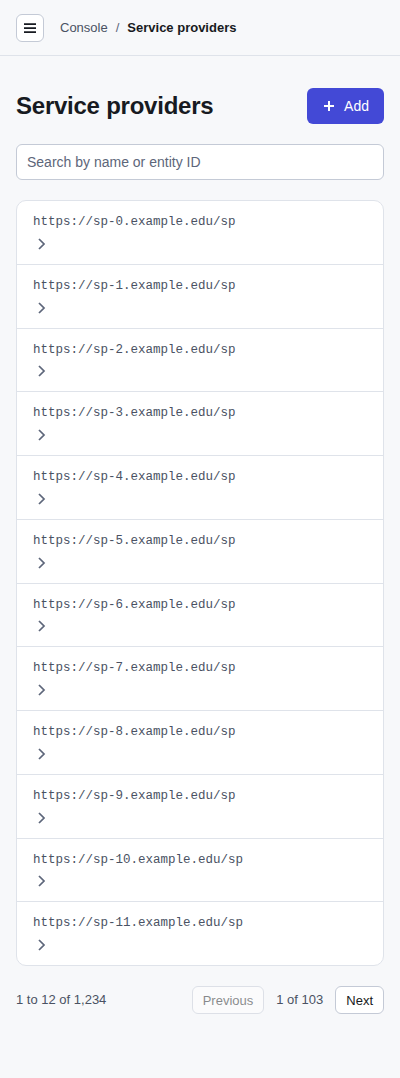 Console / Service providers
Service providers
Add
Search by name or entity ID
https://sp-0.example.edu/sp
https://sp-1.example.edu/sp
https://sp-2.example.edu/sp
https://sp-3.example.edu/sp
https://sp-4.example.edu/sp
https://sp-5.example.edu/sp
https://sp-6.example.edu/sp
https://sp-7.example.edu/sp
https://sp-8.example.edu/sp
https://sp-9.example.edu/sp
https://sp-10.example.edu/sp
https://sp-11.example.edu/sp
1 to 12 of 1,234 Previous 1 of 103 Next